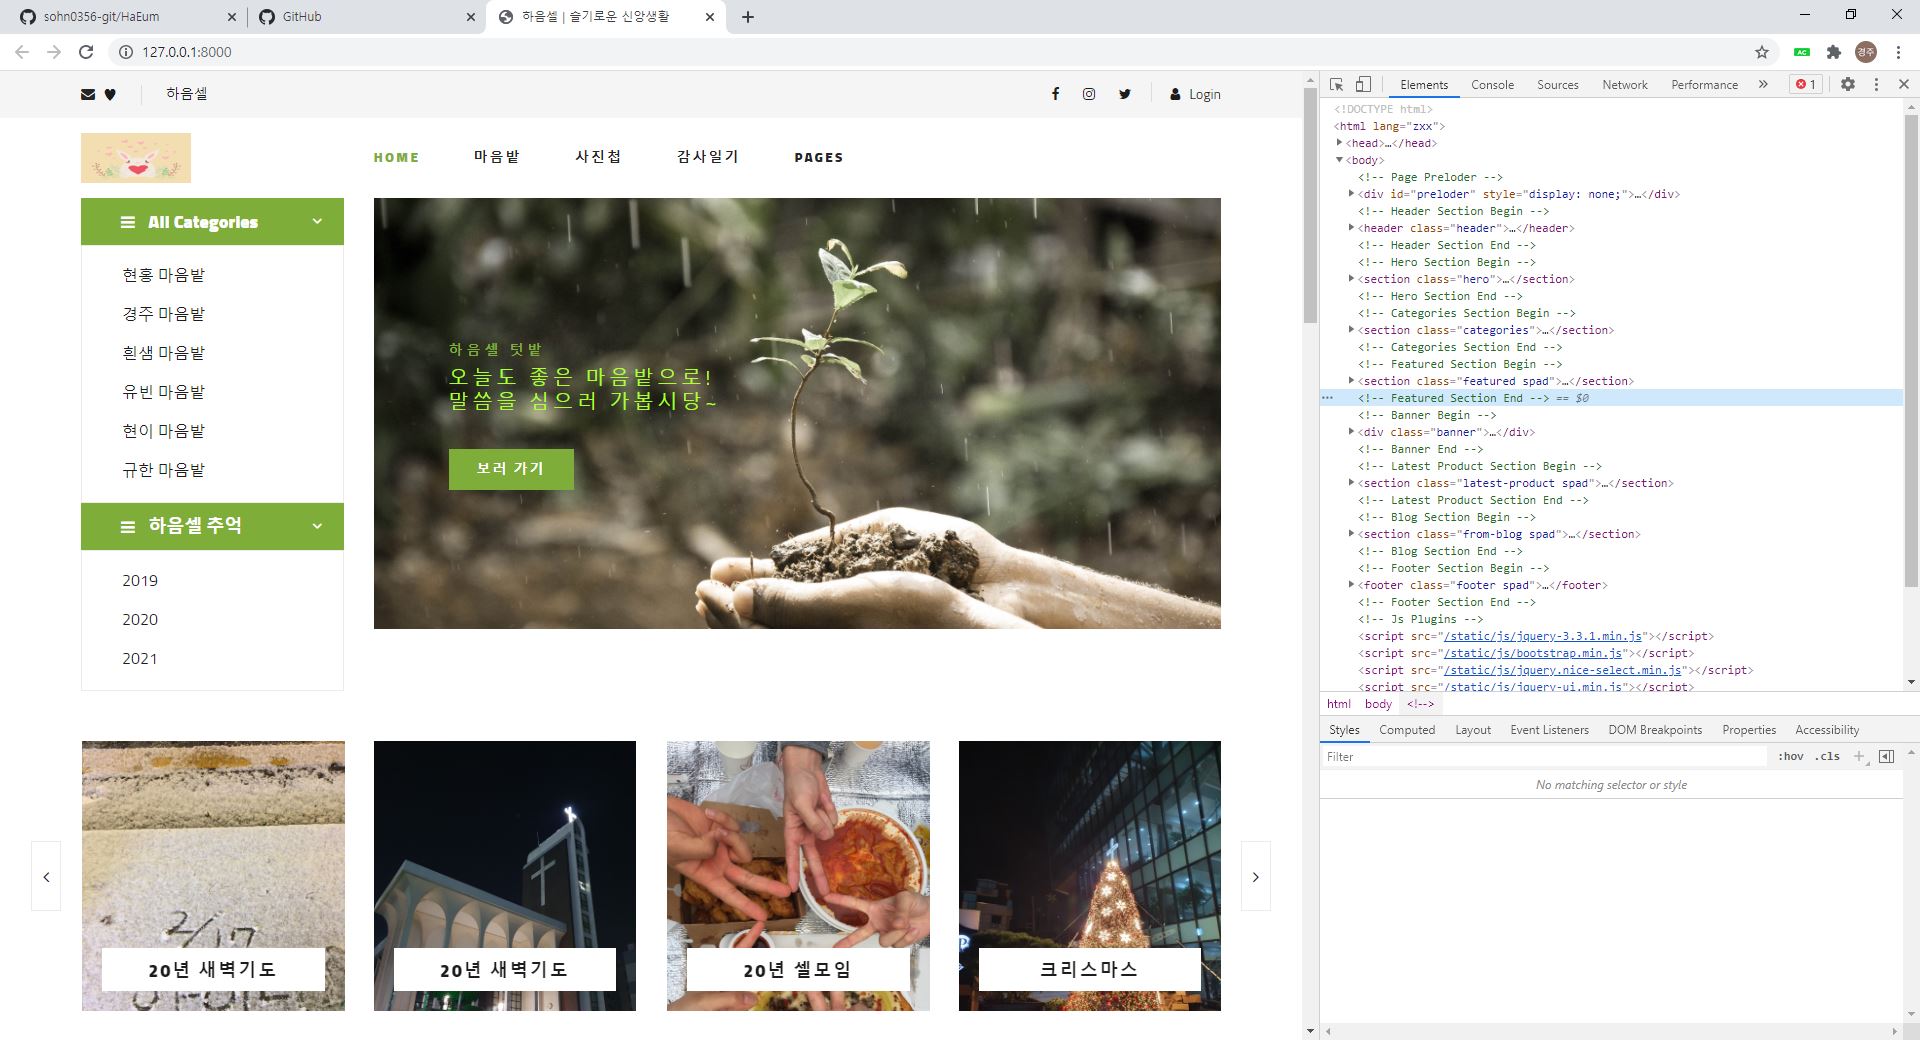 sohn0356-git/HaEum
GitHub
하음셀 | 슬기로운 신앙생활
127.0.0.1:8000
AC
경주
하음셀
Login
HOME
마음밭
사진첩
감사일기
PAGES
All Categories
현홍 마음밭
경주 마음밭
흰샘 마음밭
유빈 마음밭
현이 마음밭
규한 마음밭
하음셀 추억
2019
2020
2021
하음셀 텃밭
오늘도 좋은 마음밭으로!
말씀을 심으러 가봅시당~
보러 가기
2/17
20년 새벽기도
20년 새벽기도
20년 셀모임
크리스마스
Elements
Console
Sources
Network
Performance
»
1
<!DOCTYPE html>
<html lang="zxx">
<head>…</head>
<body>
<!-- Page Preloder -->
<div id="preloder" style="display: none;">…</div>
<!-- Header Section Begin -->
<header class="header">…</header>
<!-- Header Section End -->
<!-- Hero Section Begin -->
<section class="hero">…</section>
<!-- Hero Section End -->
<!-- Categories Section Begin -->
<section class="categories">…</section>
<!-- Categories Section End -->
<!-- Featured Section Begin -->
<section class="featured spad">…</section>
<!-- Featured Section End --> == $0
<!-- Banner Begin -->
<div class="banner">…</div>
<!-- Banner End -->
<!-- Latest Product Section Begin -->
<section class="latest-product spad">…</section>
<!-- Latest Product Section End -->
<!-- Blog Section Begin -->
<section class="from-blog spad">…</section>
<!-- Blog Section End -->
<!-- Footer Section Begin -->
<footer class="footer spad">…</footer>
<!-- Footer Section End -->
<!-- Js Plugins -->
<script src="/static/js/jquery-3.3.1.min.js"></script>
<script src="/static/js/bootstrap.min.js"></script>
<script src="/static/js/jquery.nice-select.min.js"></script>
<script src="/static/js/jquery-ui.min.js"></script>
html
body
<!-->
Styles
Computed
Layout
Event Listeners
DOM Breakpoints
Properties
Accessibility
Filter
:hov
.cls
No matching selector or style